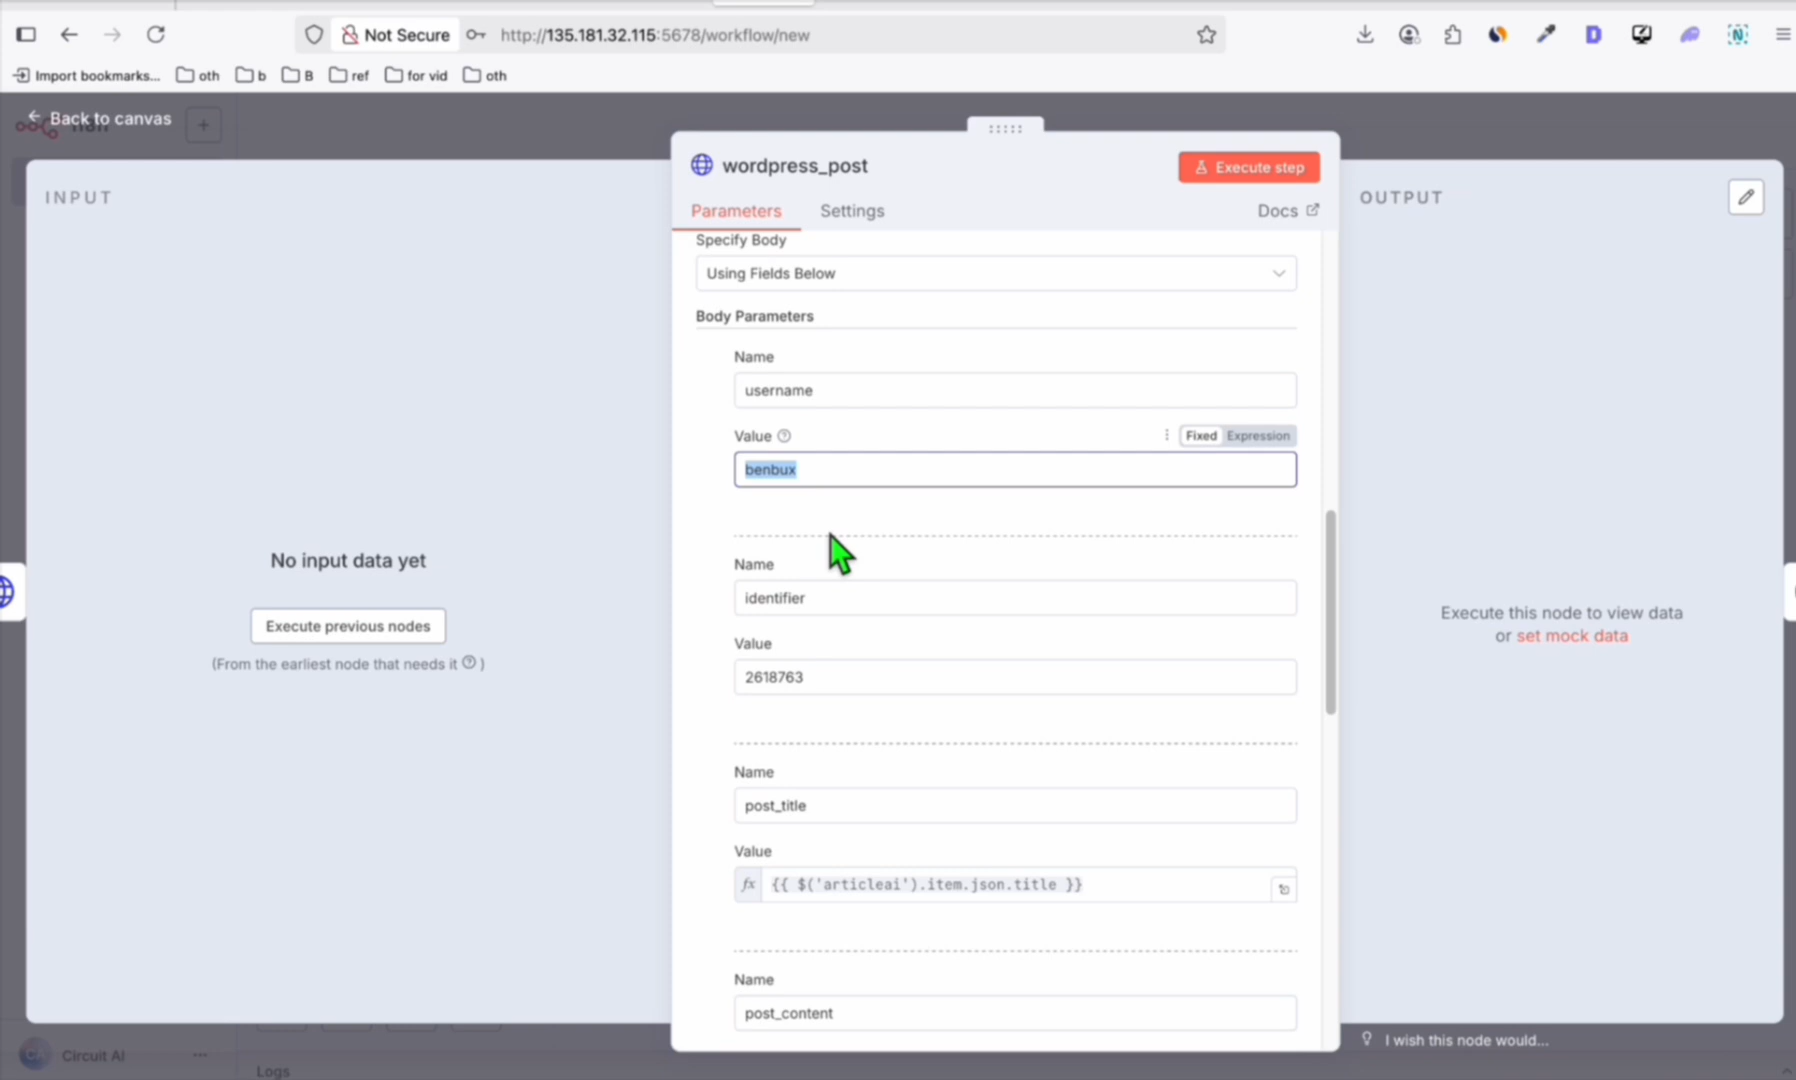 Not Secure http://135.181.32.115:5678/workflow/new
Import bookmarks... oth b B ref for vid oth
Back to canvas
wordpress_post Execute step
INPUT
OUTPUT
Parameters Settings Docs
Specify Body
Using Fields Below
Body Parameters
Name
username
Value Fixed Expression
benbux
Name
identifier
Value
2618763
Name
post_title
Value
fx {{ $('articleai').item.json.title }}
Name
post_content
No input data yet
Execute previous nodes
(From the earliest node that needs it ? )
Execute this node to view data
or set mock data
I wish this node would...
CA Circuit AI ...
Logs